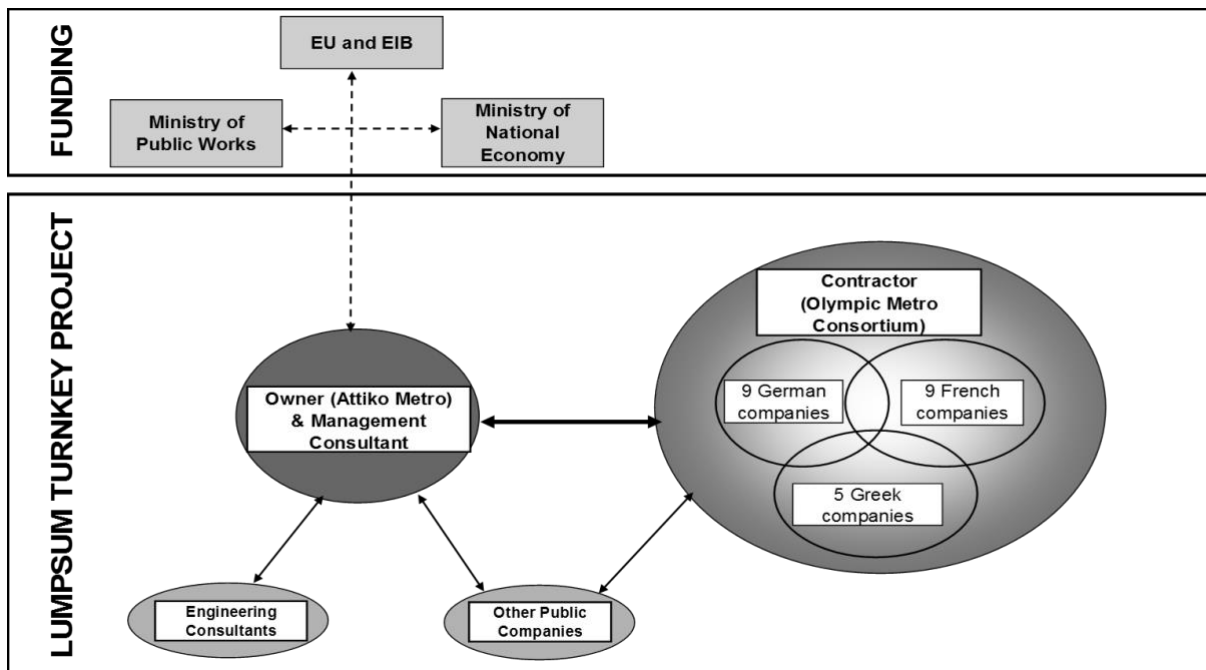 FUNDING
EU and EIB
Ministry of
Public Works
Ministry of
National
Economy
LUMPSUM TURNKEY PROJECT
Contractor
(Olympic Metro
Consortium)
9 German
companies
9 French
companies
5 Greek
companies
Owner (Attiko Metro)
& Management
Consultant
Engineering
Consultants
Other Public
Companies